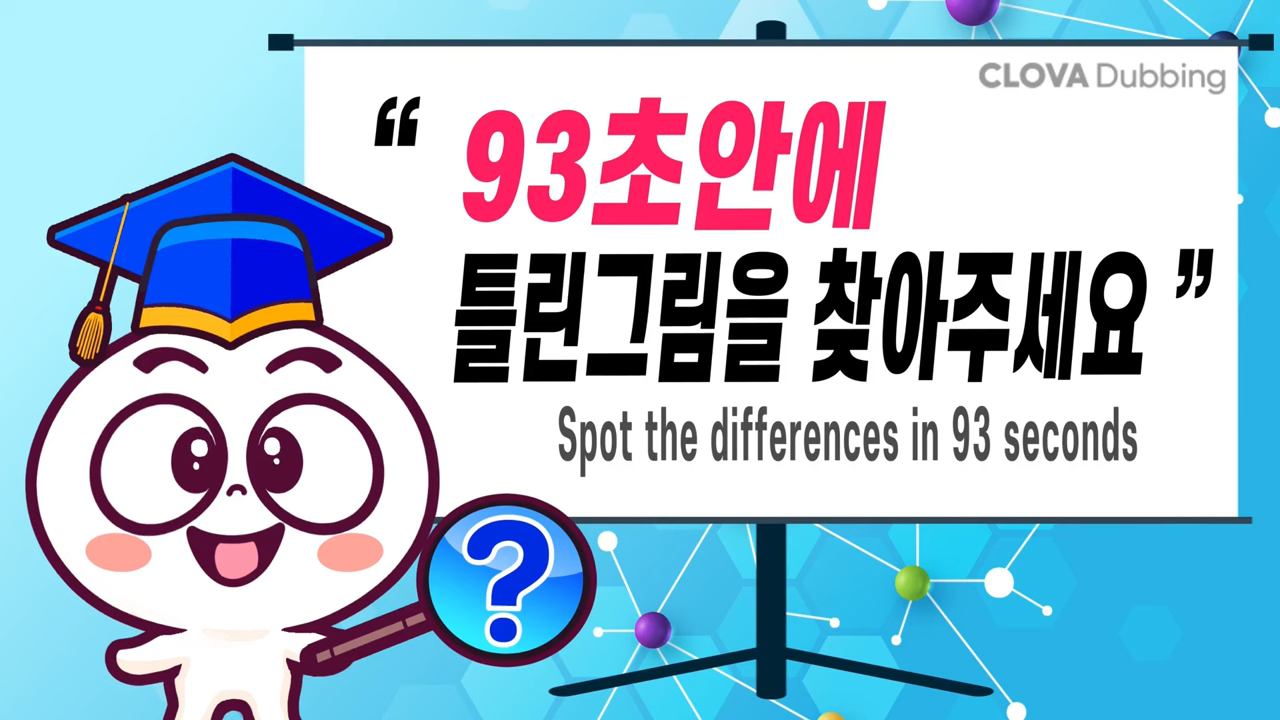 CLOVA Dubbing
“ 93초안에
틀린그림을 찾아주세요 ”
Spot the differences in 93 seconds
?